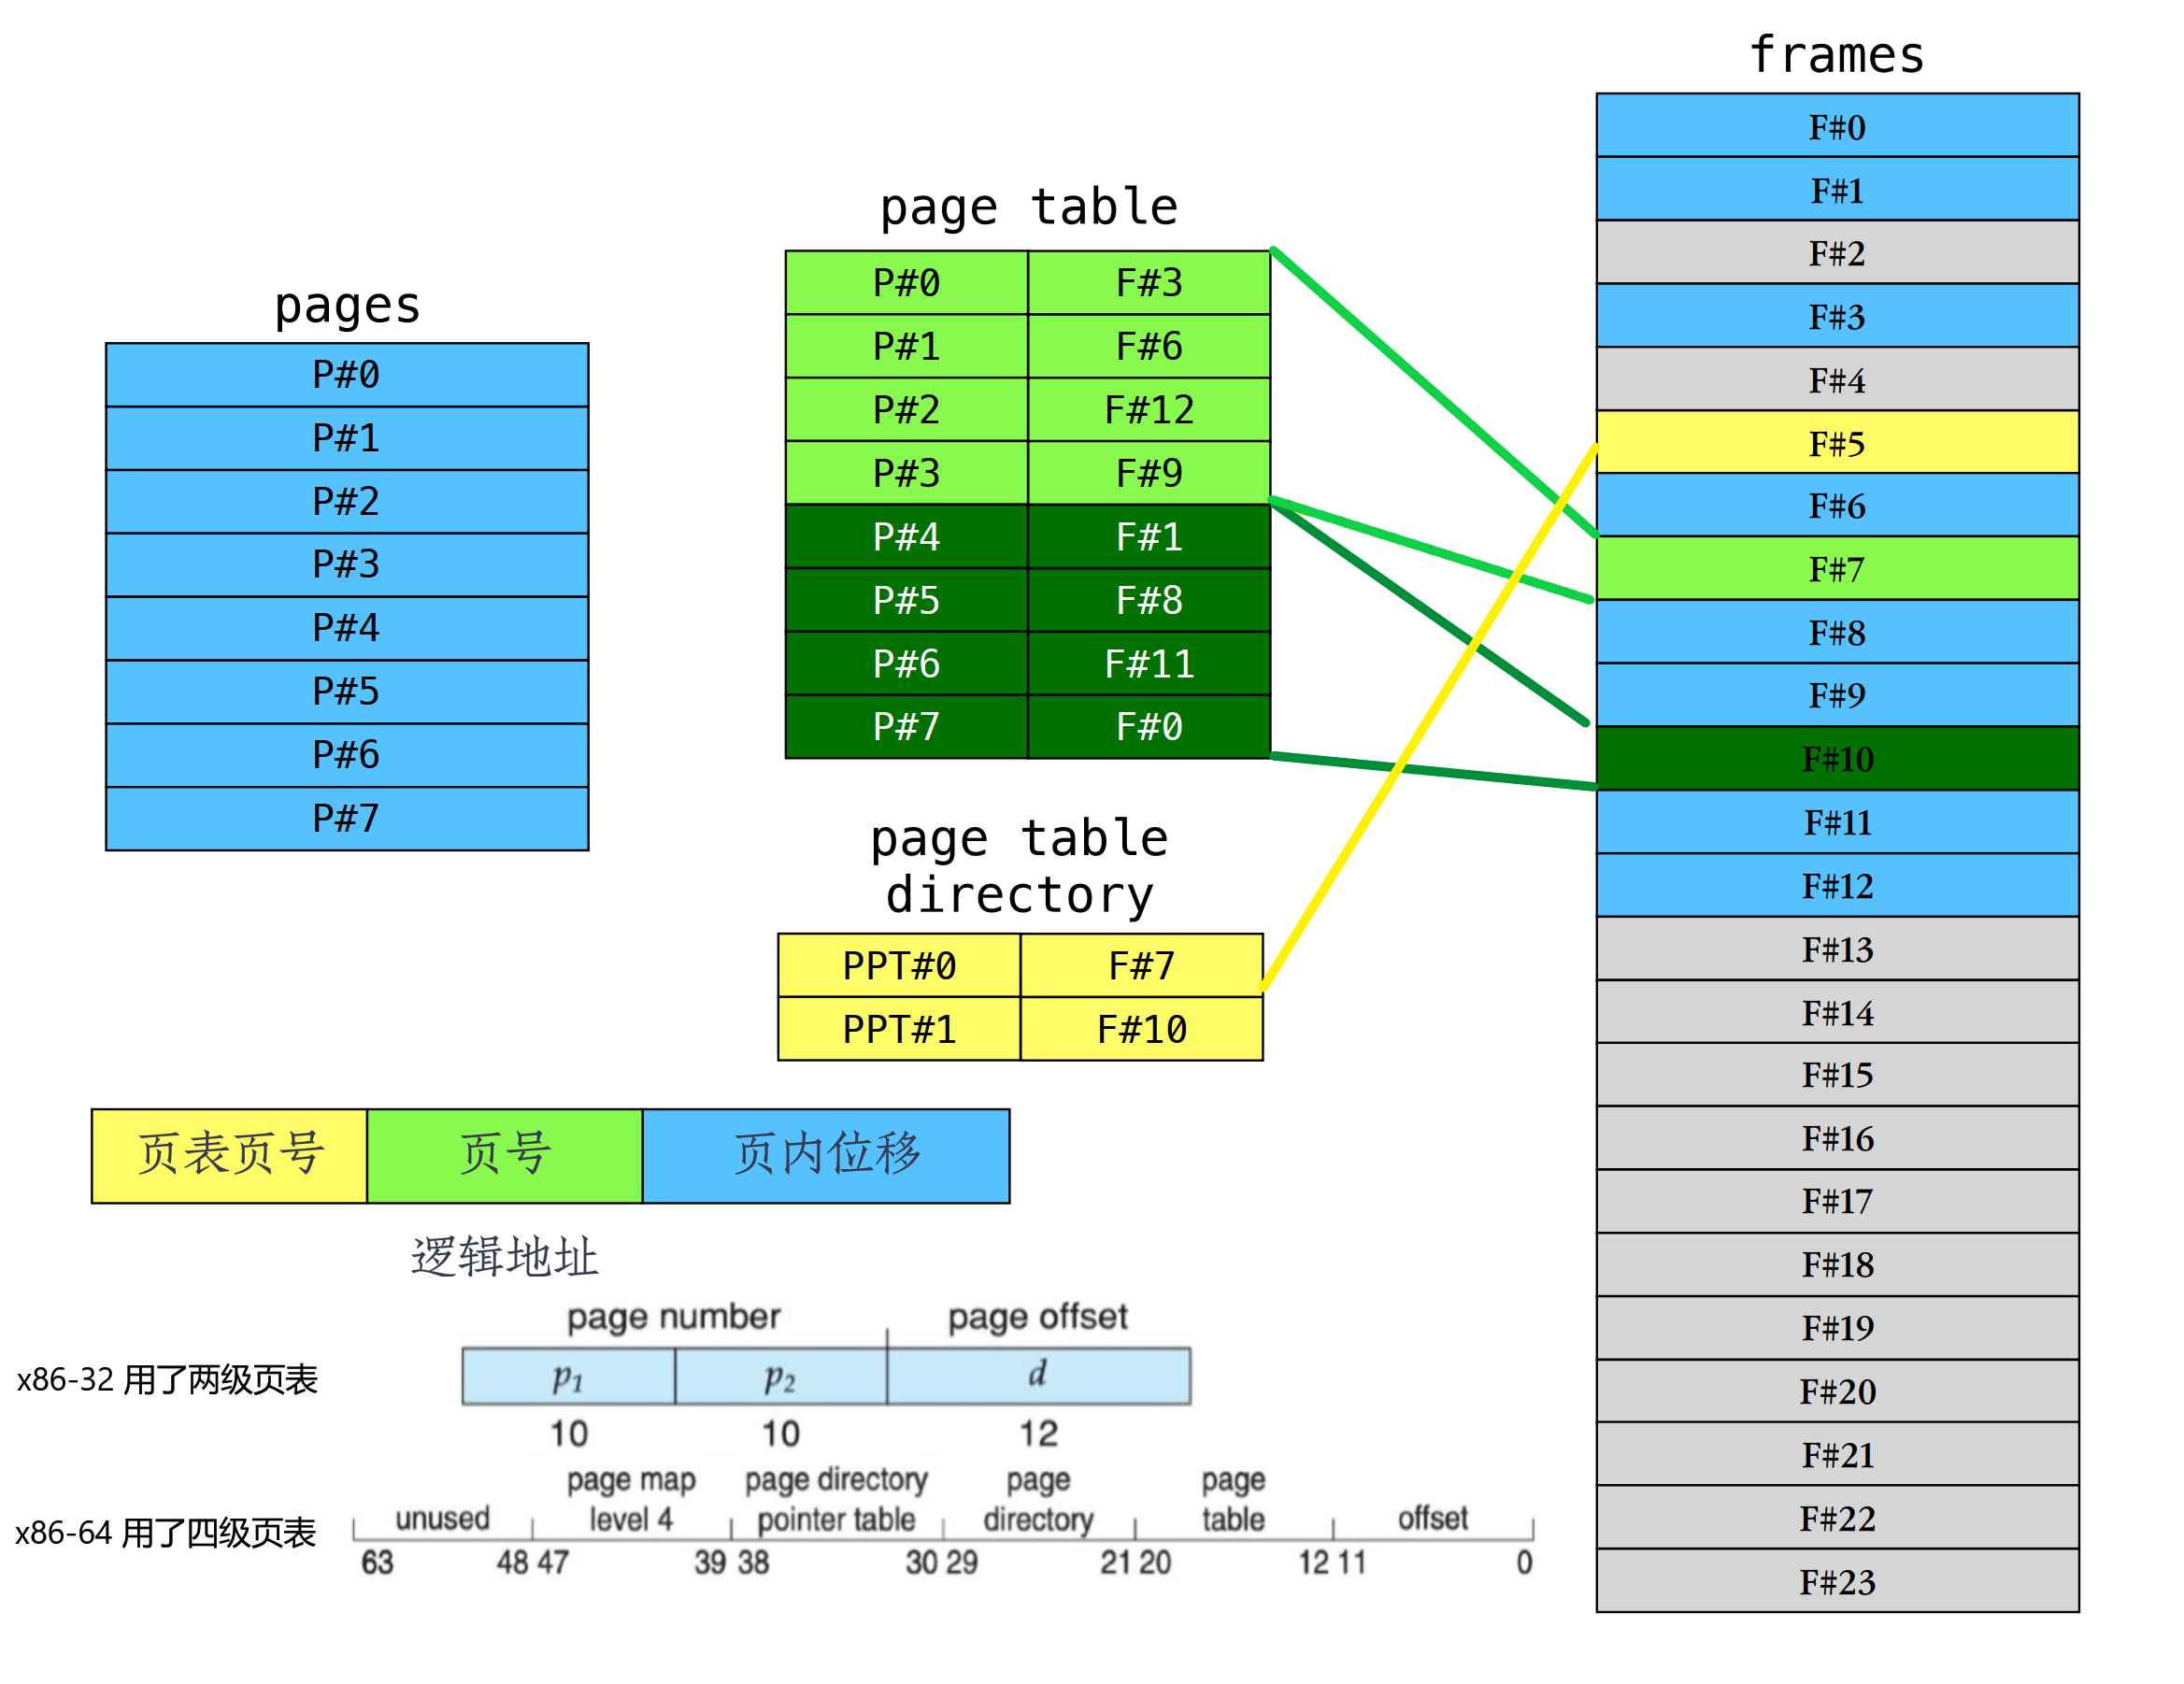 frames
F#0
F#1
F#2
F#3
F#4
F#5
F#6
F#7
F#8
F#9
F#10
F#11
F#12
F#13
F#14
F#15
F#16
F#17
F#18
F#19
F#20
F#21
F#22
F#23
page table
P#0 F#3
P#1 F#6
P#2 F#12
P#3 F#9
P#4 F#1
P#5 F#8
P#6 F#11
P#7 F#0
pages
P#0
P#1
P#2
P#3
P#4
P#5
P#6
P#7
page table
directory
PPT#0 F#7
PPT#1 F#10
页表页号 页号 页内位移
逻辑地址
page number page offset
x86-32 用了两级页表 p₁ p₂ d
10 10 12
page map page directory page page
unused level 4 pointer table directory table offset
x86-64 用了四级页表
63 48 47 39 38 30 29 21 20 12 11 0